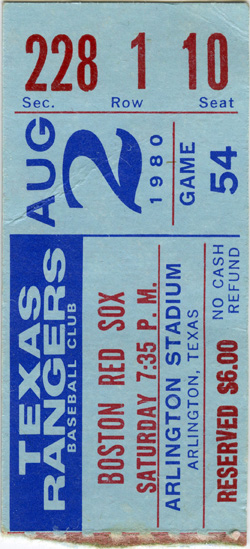 228 1 10
Sec. Row Seat
AUG
2
1980
GAME
54
TEXAS
RANGERS
BASEBALL CLUB
BOSTON RED SOX
SATURDAY 7:35 P. M.
ARLINGTON STADIUM
ARLINGTON, TEXAS
RESERVED $6.00
NO CASH
REFUND